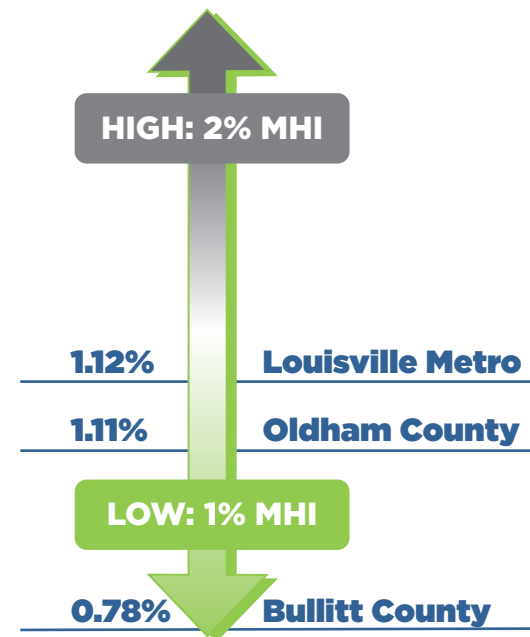 HIGH: 2% MHI
1.12% Louisville Metro
1.11% Oldham County
LOW: 1% MHI
0.78% Bullitt County